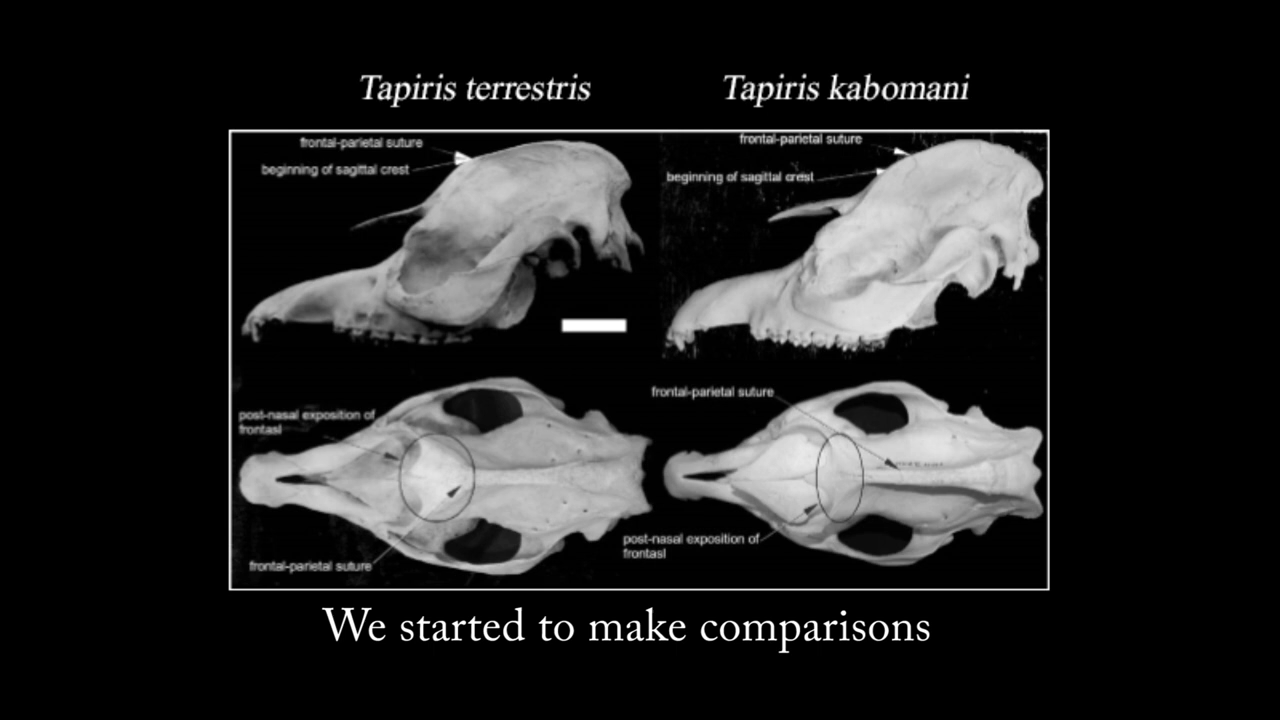 Tapiris terrestris
Tapiris kabomani
frontal-parietal suture
beginning of sagittal crest
frontal-parietal suture
beginning of sagittal crest
post-nasal exposition of
frontasl
frontal-parietal suture
frontal-parietal suture
post-nasal exposition of
frontasl
We started to make comparisons